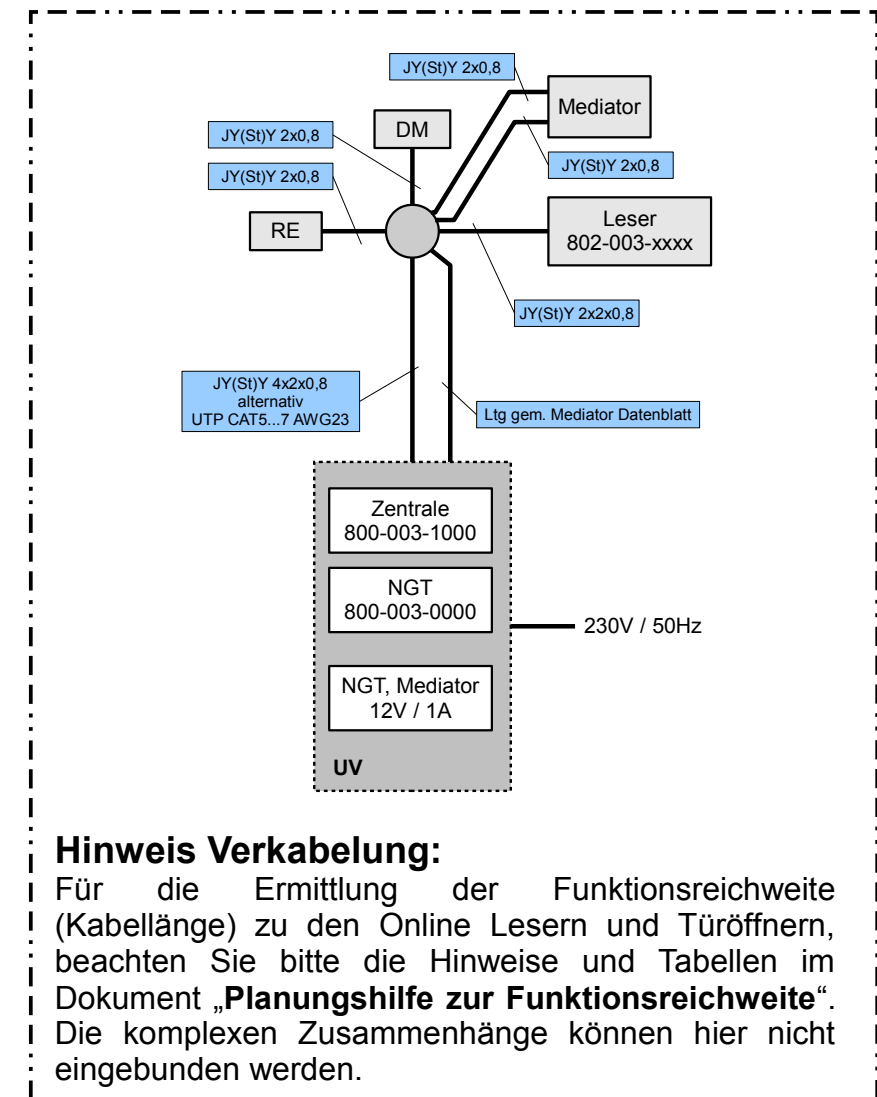 JY(St)Y 2x0,8
Mediator
DM
JY(St)Y 2x0,8
JY(St)Y 2x0,8
JY(St)Y 2x0,8
RE
Leser
802-003-xxxx
JY(St)Y 2x2x0,8
JY(St)Y 4x2x0,8
alternativ
UTP CAT5...7 AWG23
Ltg gem. Mediator Datenblatt
Zentrale
800-003-1000
NGT
800-003-0000
230V / 50Hz
NGT, Mediator
12V / 1A
UV
Hinweis Verkabelung:
Für die Ermittlung der Funktionsreichweite
(Kabellänge) zu den Online Lesern und Türöffnern,
beachten Sie bitte die Hinweise und Tabellen im
Dokument „Planungshilfe zur Funktionsreichweite“.
Die komplexen Zusammenhänge können hier nicht
eingebunden werden.